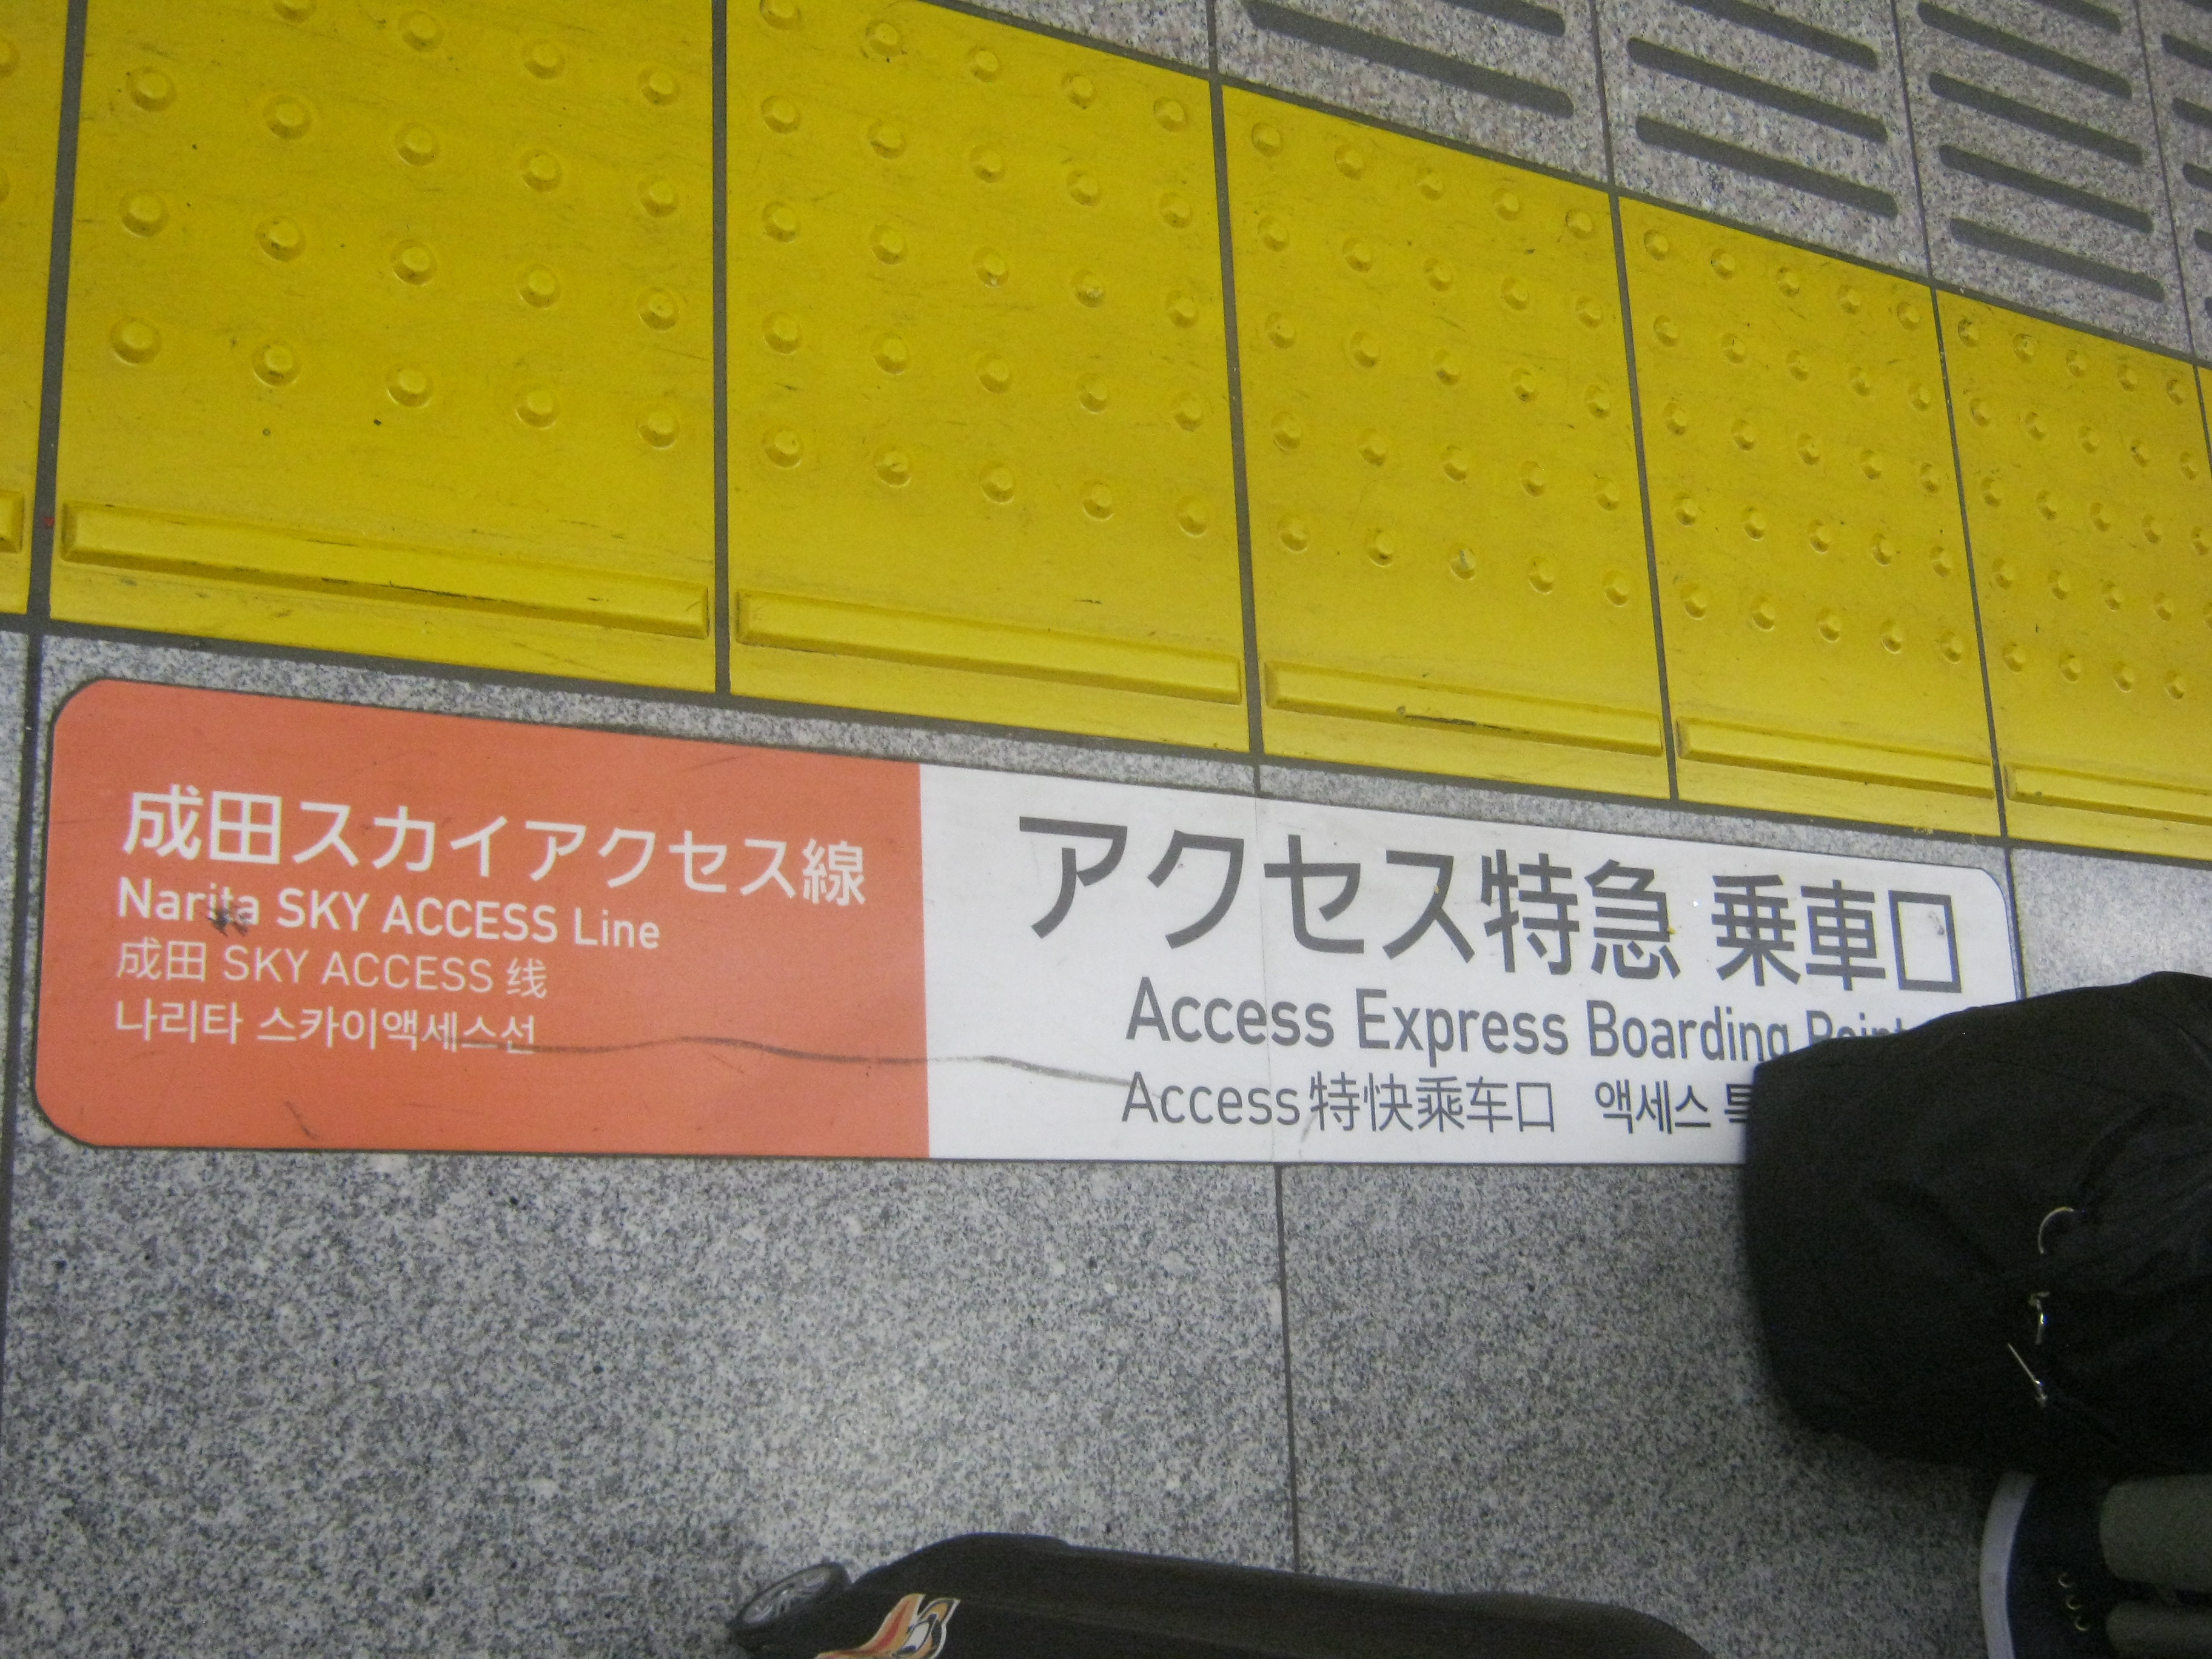 成田スカイアクセス線
Narita SKY ACCESS Line
成田 SKY ACCESS 线
나리타 스카이액세스선
アクセス特急 乗車口
Access Express Boarding Point
Access特快乘车口 액세스